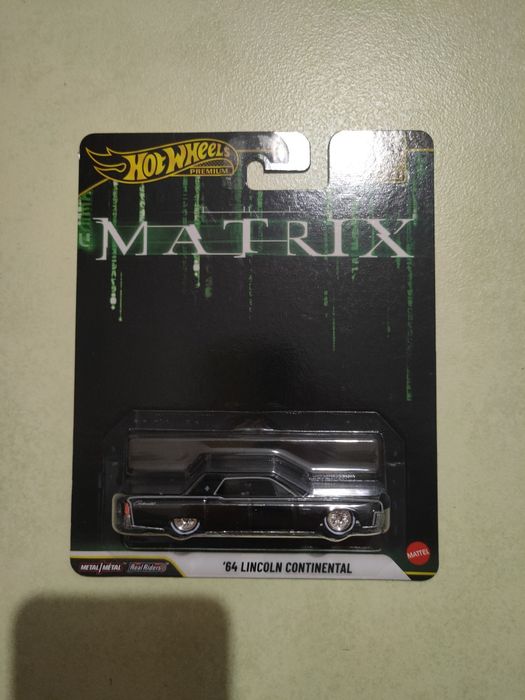 HOT WHEELS
PREMIUM
MATRIX
METAL/MÉTAL
Real Riders
'64 LINCOLN CONTINENTAL
MATTEL